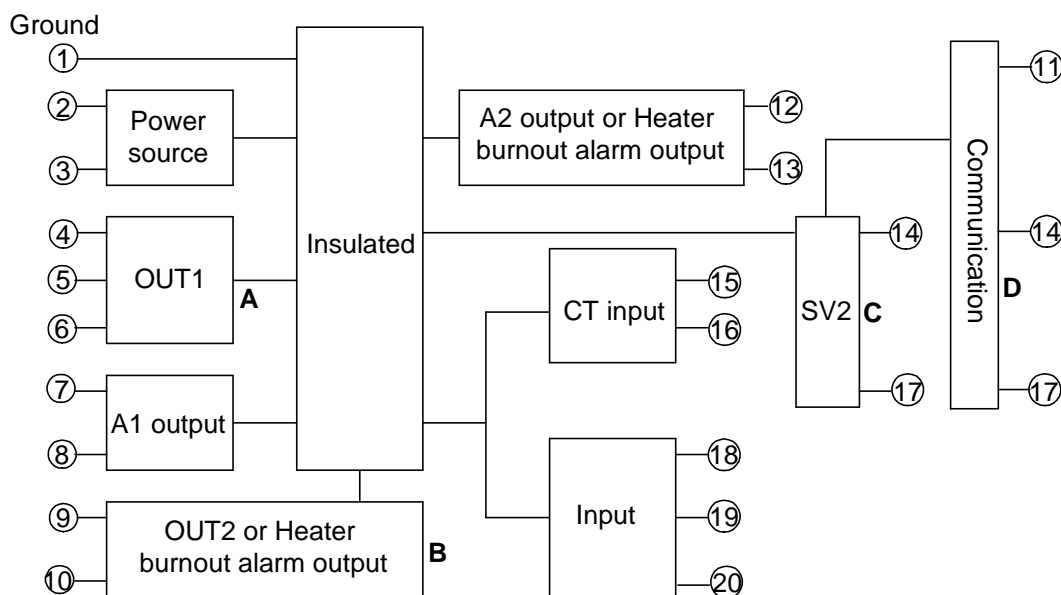 Ground
1
2
3
Power
source
4
5
6
OUT1
A
7
8
A1 output
9
10
OUT2 or Heater
burnout alarm output
B
Insulated
A2 output or Heater
burnout alarm output
12
13
CT input
15
16
Input
18
19
20
SV2
C
14
17
Communication
D
11
14
17